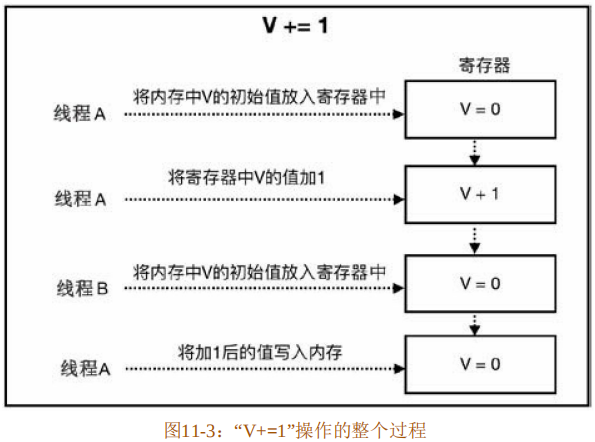 V += 1
寄存器
将内存中V的初始值放入寄存器中
线程A
V = 0
将寄存器中V的值加1
线程A
V + 1
将内存中V的初始值放入寄存器中
线程B
V = 0
将加1后的值写入内存
线程A
V = 0
图11-3：“V+=1”操作的整个过程